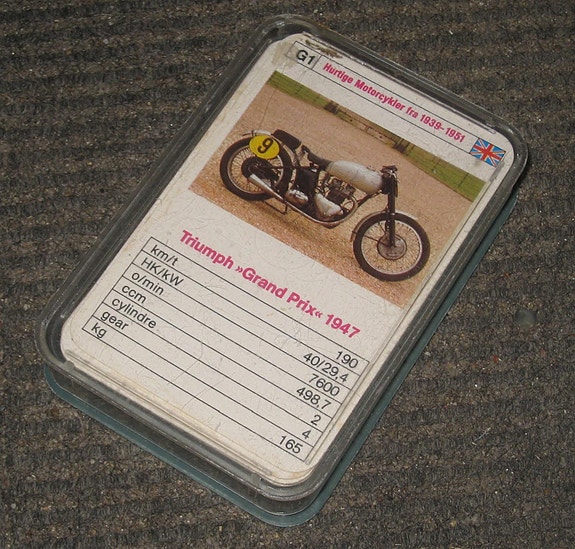 G1 Hurtige Motorcykler fra 1939-1951
9
Triumph »Grand Prix« 1947
km/t 190
HK/kW 40/29,4
o/min 7600
ccm 498,7
cylindre 2
gear 4
kg 165